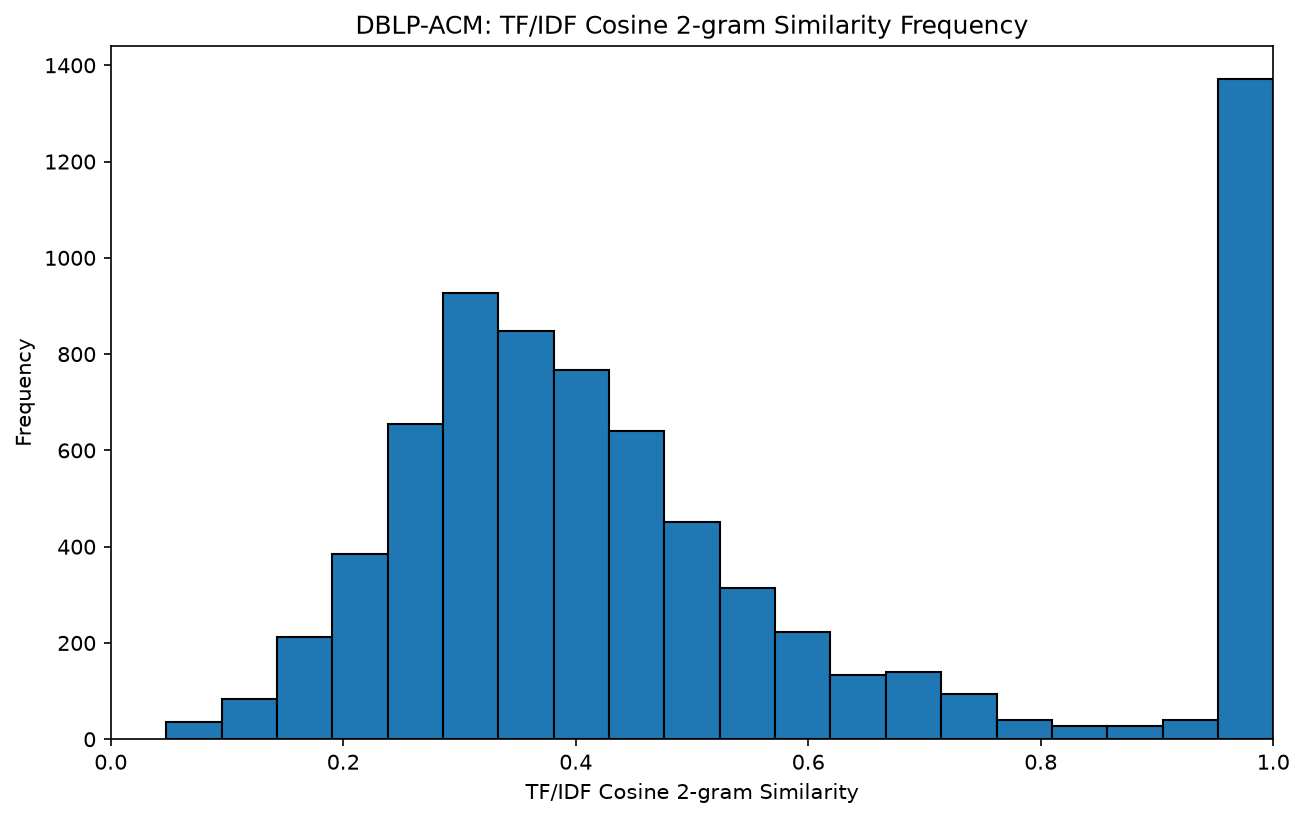 DBLP-ACM: TF/IDF Cosine 2-gram Similarity Frequency
1400
1200
1000
800
600
400
200
0
Frequency
0.0 0.2 0.4 0.6 0.8 1.0
TF/IDF Cosine 2-gram Similarity